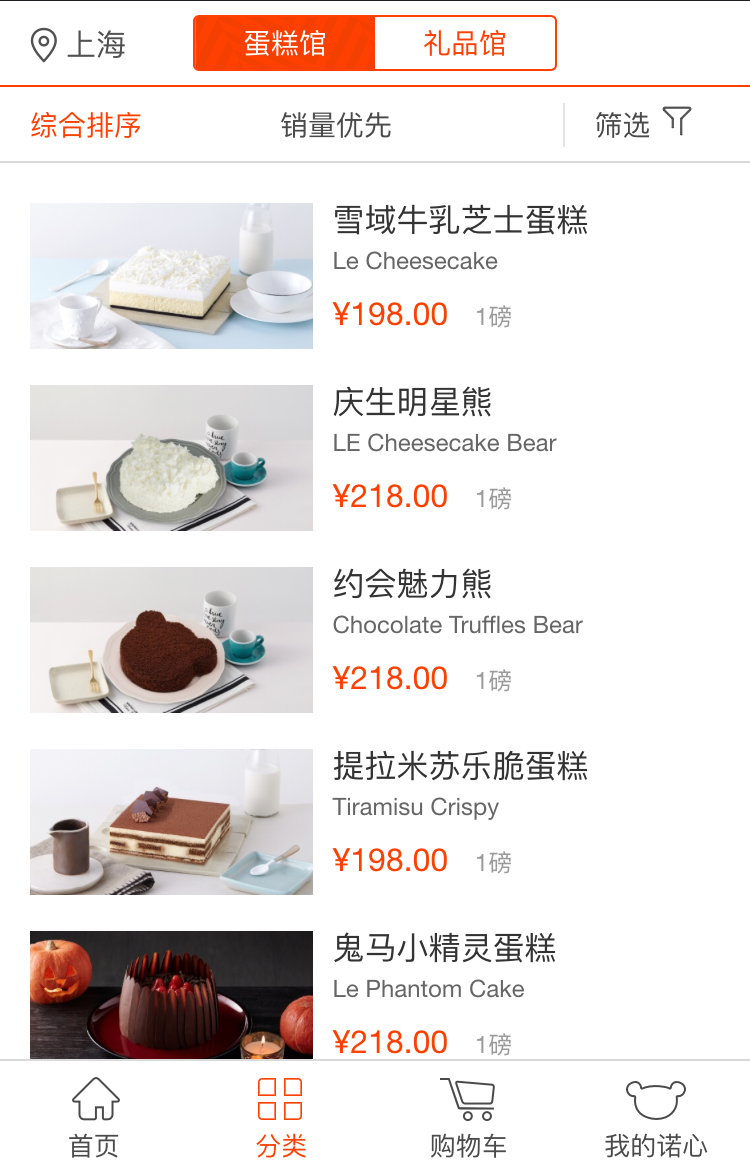 上海
蛋糕馆
礼品馆
综合排序
销量优先
筛选
雪域牛乳芝士蛋糕
Le Cheesecake
¥198.00 1磅
庆生明星熊
LE Cheesecake Bear
¥218.00 1磅
约会魅力熊
Chocolate Truffles Bear
¥218.00 1磅
提拉米苏乐脆蛋糕
Tiramisu Crispy
¥198.00 1磅
鬼马小精灵蛋糕
Le Phantom Cake
¥218.00 1磅
首页
分类
购物车
我的诺心